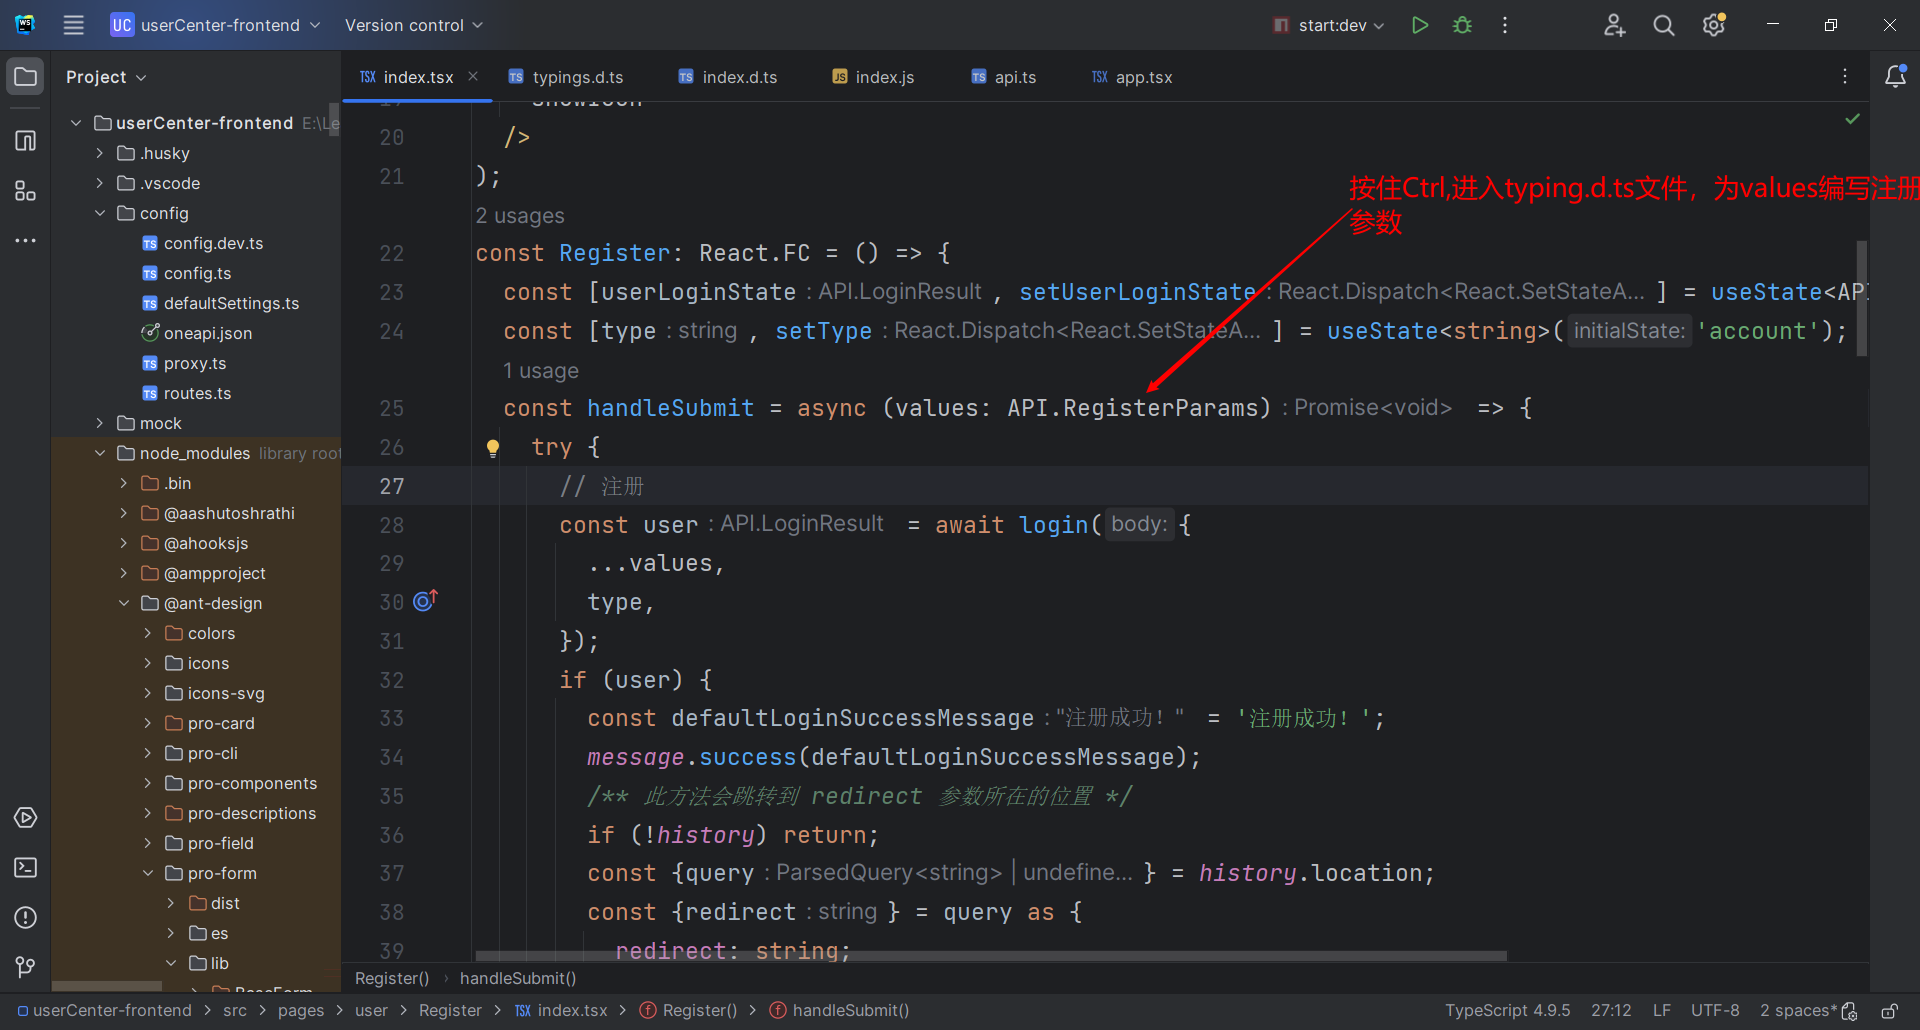 UC userCenter-frontend Version control start:dev
Project
index.tsx typings.d.ts index.d.ts index.js api.ts app.tsx
userCenter-frontend E:\Le
.husky
.vscode
config
config.dev.ts
config.ts
defaultSettings.ts
oneapi.json
proxy.ts
routes.ts
mock
node_modules library root
.bin
@aashutoshrathi
@ahooksjs
@ampproject
@ant-design
colors
icons
icons-svg
pro-card
pro-cli
pro-components
pro-descriptions
pro-field
pro-form
dist
es
lib
BaseForm
按住Ctrl,进入typing.d.ts文件，为values编写注册
参数
19 showIcon
20 />
21 );
2 usages
22 const Register: React.FC = () => {
23 const [userLoginState : API.LoginResult , setUserLoginState : React.Dispatch<React.SetStateA... ] = useState<API
24 const [type : string , setType : React.Dispatch<React.SetStateA... ] = useState<string>( initialState: 'account');
1 usage
25 const handleSubmit = async (values: API.RegisterParams) : Promise<void> => {
26 try {
27 // 注册
28 const user : API.LoginResult = await login( body: {
29 ...values,
30 type,
31 });
32 if (user) {
33 const defaultLoginSuccessMessage : "注册成功！" = '注册成功！';
34 message.success(defaultLoginSuccessMessage);
35 /** 此方法会跳转到 redirect 参数所在的位置 */
36 if (!history) return;
37 const {query : ParsedQuery<string> | undefine... } = history.location;
38 const {redirect : string } = query as {
39 redirect: string;
Register() › handleSubmit()
userCenter-frontend > src > pages > user > Register > TSX index.tsx > Register() > handleSubmit() TypeScript 4.9.5 27:12 LF UTF-8 2 spaces*